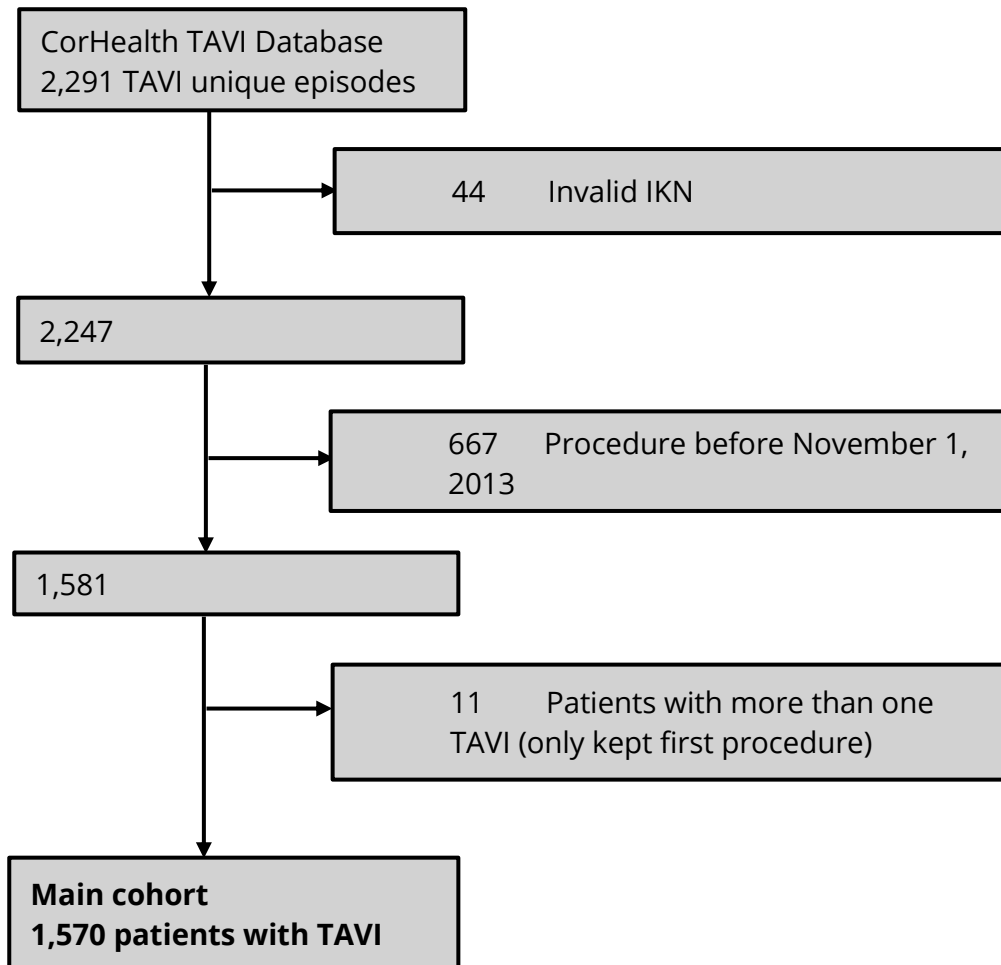 CorHealth TAVI Database
2,291 TAVI unique episodes
44 Invalid IKN
2,247
667 Procedure before November 1,
2013
1,581
11 Patients with more than one
TAVI (only kept first procedure)
Main cohort
1,570 patients with TAVI